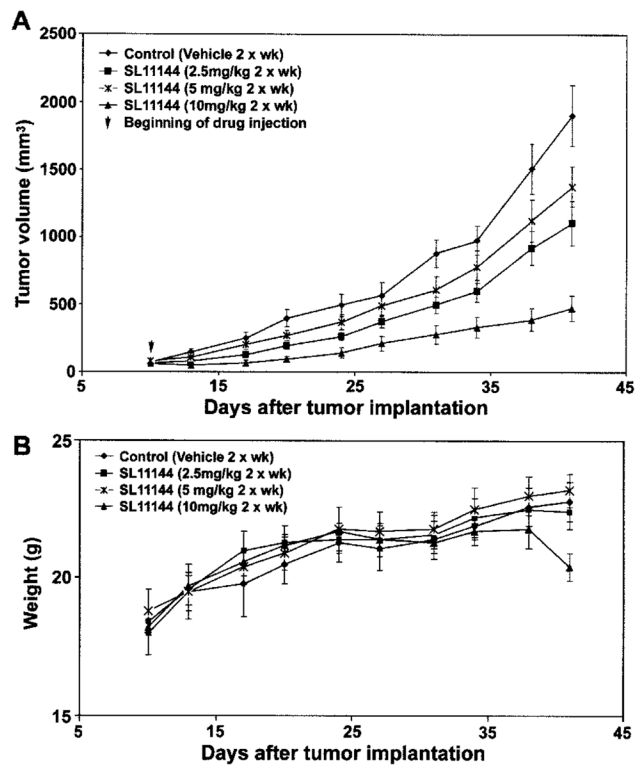 A
2500
2000
1500
1000
500
0
Tumor volume (mm³)
Control (Vehicle 2 x wk)
SL11144 (2.5mg/kg 2 x wk)
SL11144 (5 mg/kg 2 x wk)
SL11144 (10mg/kg 2 x wk)
Beginning of drug injection
5 15 25 35 45
Days after tumor implantation
B
25
20
15
Weight (g)
Control (Vehicle 2 x wk)
SL11144 (2.5mg/kg 2 x wk)
SL11144 (5 mg/kg 2 x wk)
SL11144 (10mg/kg 2 x wk)
5 15 25 35 45
Days after tumor implantation